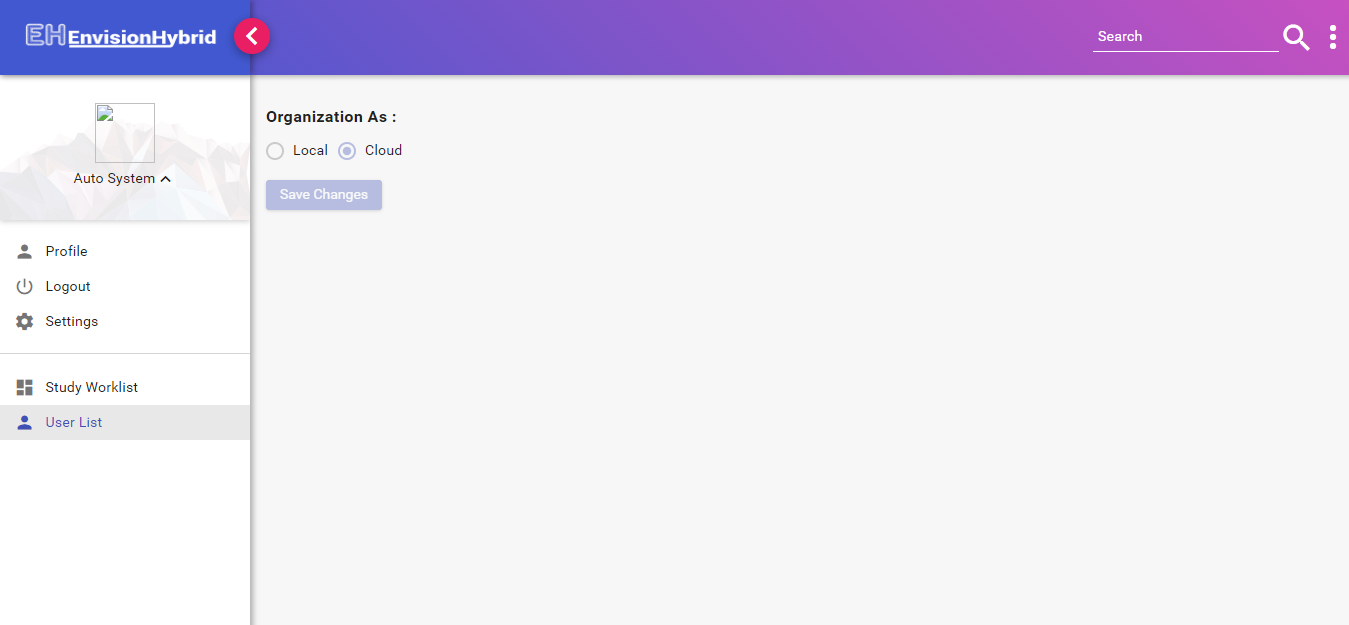 EH EnvisionHybrid
Search
Auto System
Profile
Logout
Settings
Study Worklist
User List
Organization As :
Local
Cloud
Save Changes